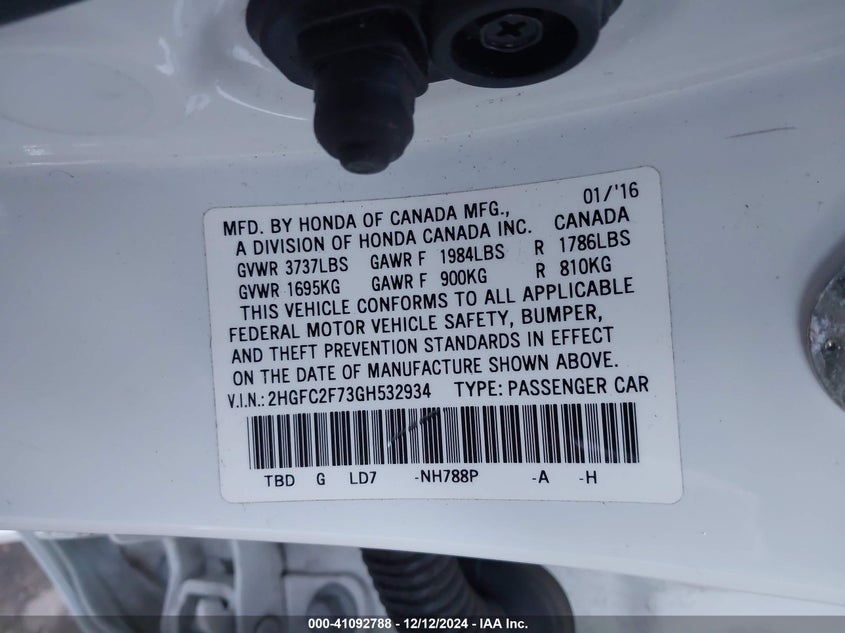 01/'16
MFD. BY HONDA OF CANADA MFG.,
A DIVISION OF HONDA CANADA INC. CANADA
GVWR 3737LBS GAWR F 1984LBS R 1786LBS
GVWR 1695KG GAWR F 900KG R 810KG
THIS VEHICLE CONFORMS TO ALL APPLICABLE
FEDERAL MOTOR VEHICLE SAFETY, BUMPER,
AND THEFT PREVENTION STANDARDS IN EFFECT
ON THE DATE OF MANUFACTURE SHOWN ABOVE.
V.I.N.: 2HGFC2F73GH532934 TYPE: PASSENGER CAR
TBD G LD7 -NH788P -A -H
000-41092788 - 12/12/2024 - IAA Inc.